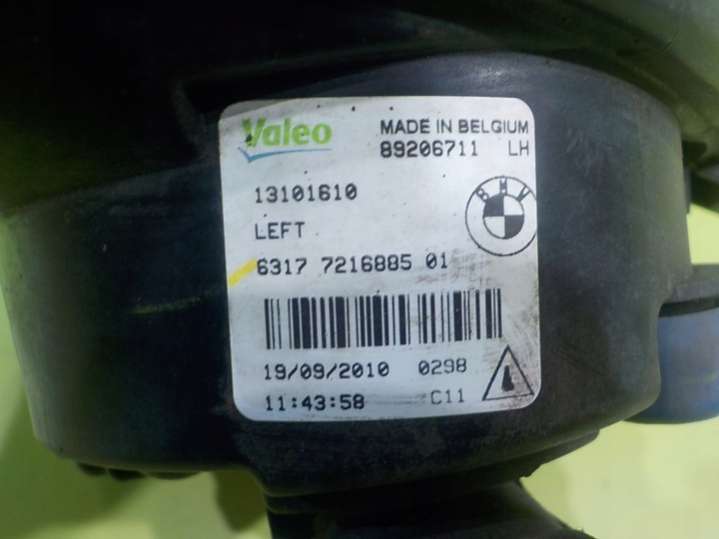 Valeo
MADE IN BELGIUM
89206711 LH
13101610
BMW
LEFT
6317 7216885 01
19/09/2010 0298
11:43:58 C11